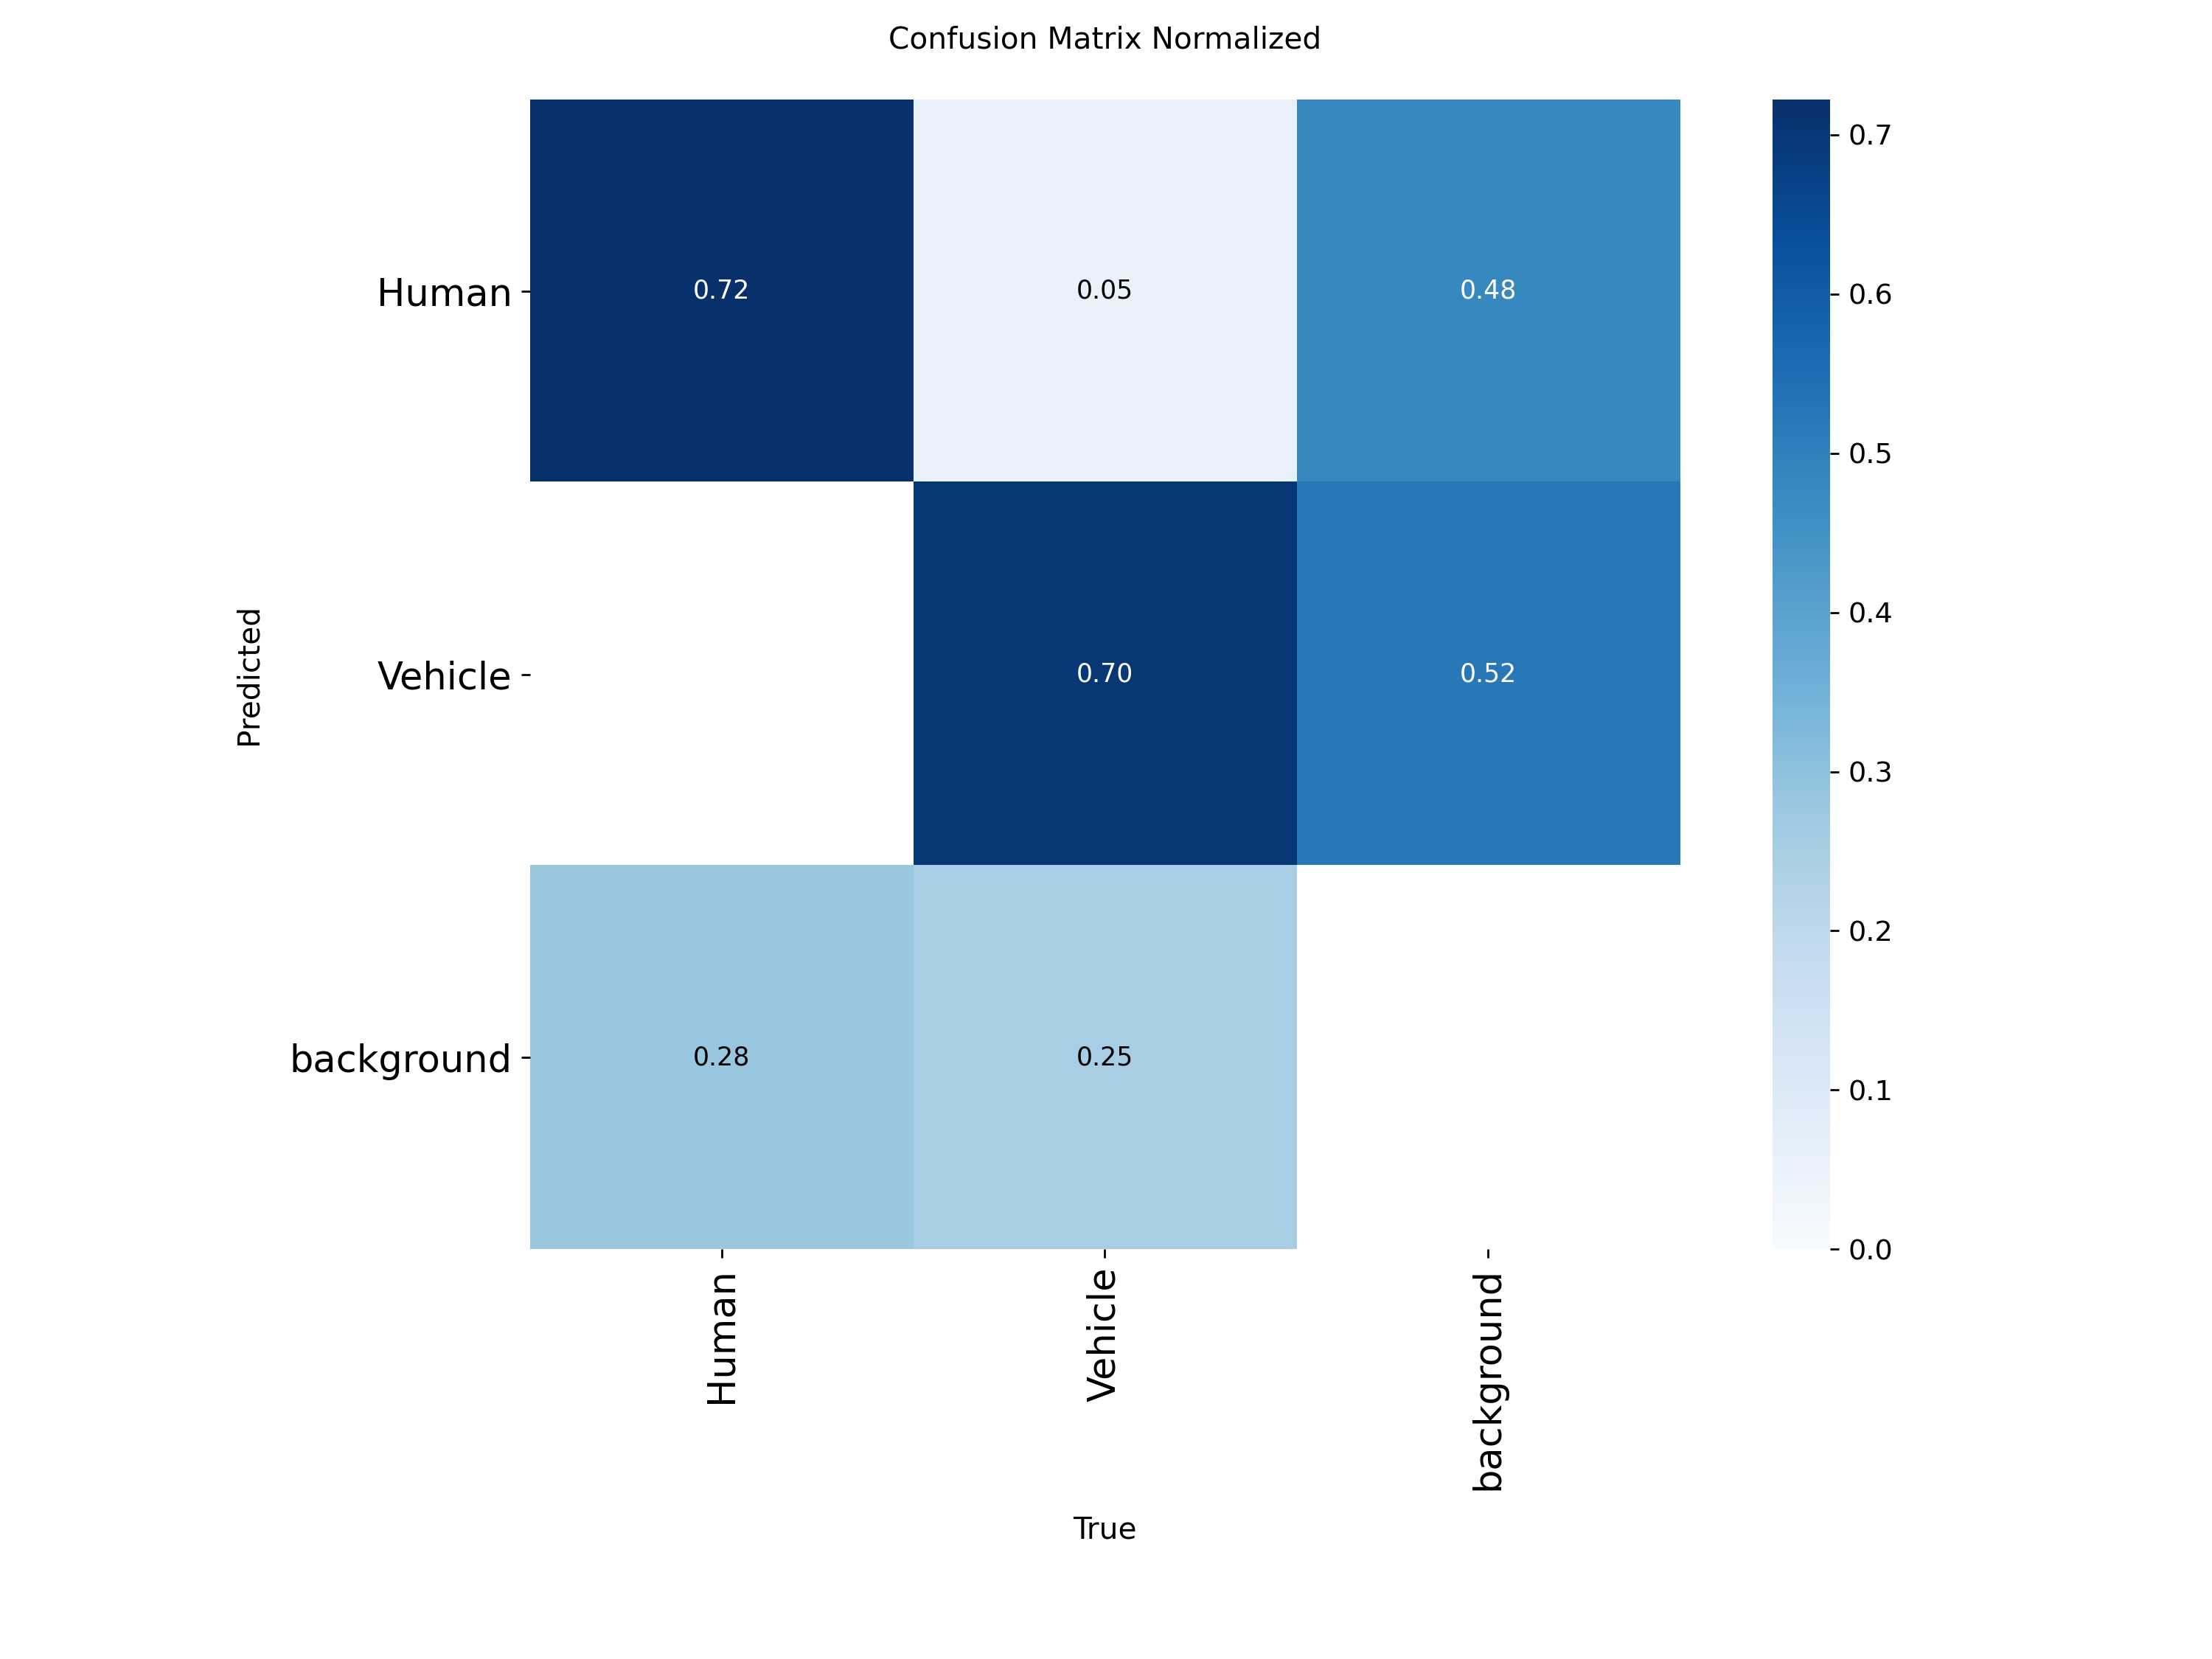 Confusion Matrix Normalized
Human
0.72
0.05
0.48
Vehicle
0.70
0.52
background
0.28
0.25
Predicted
Human
Vehicle
background
True
0.7
0.6
0.5
0.4
0.3
0.2
0.1
0.0